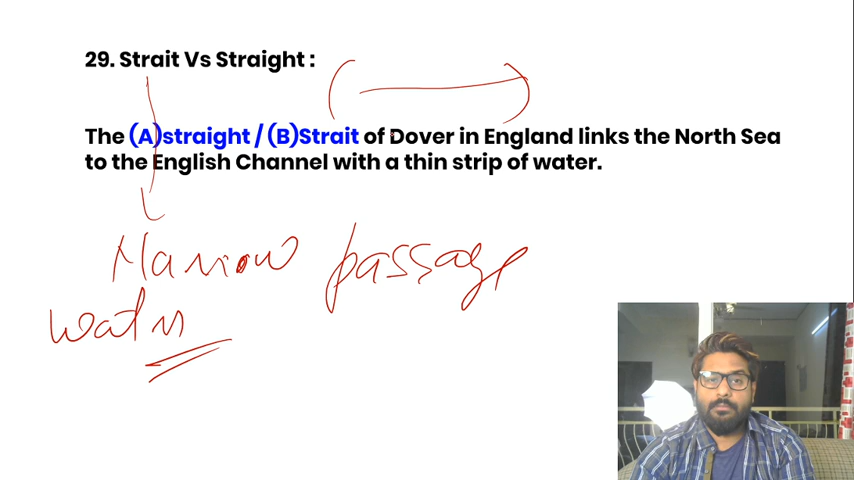 29. Strait Vs Straight :
The (A)straight / (B)Strait of Dover in England links the North Sea
to the English Channel with a thin strip of water.
Narrow passage
water